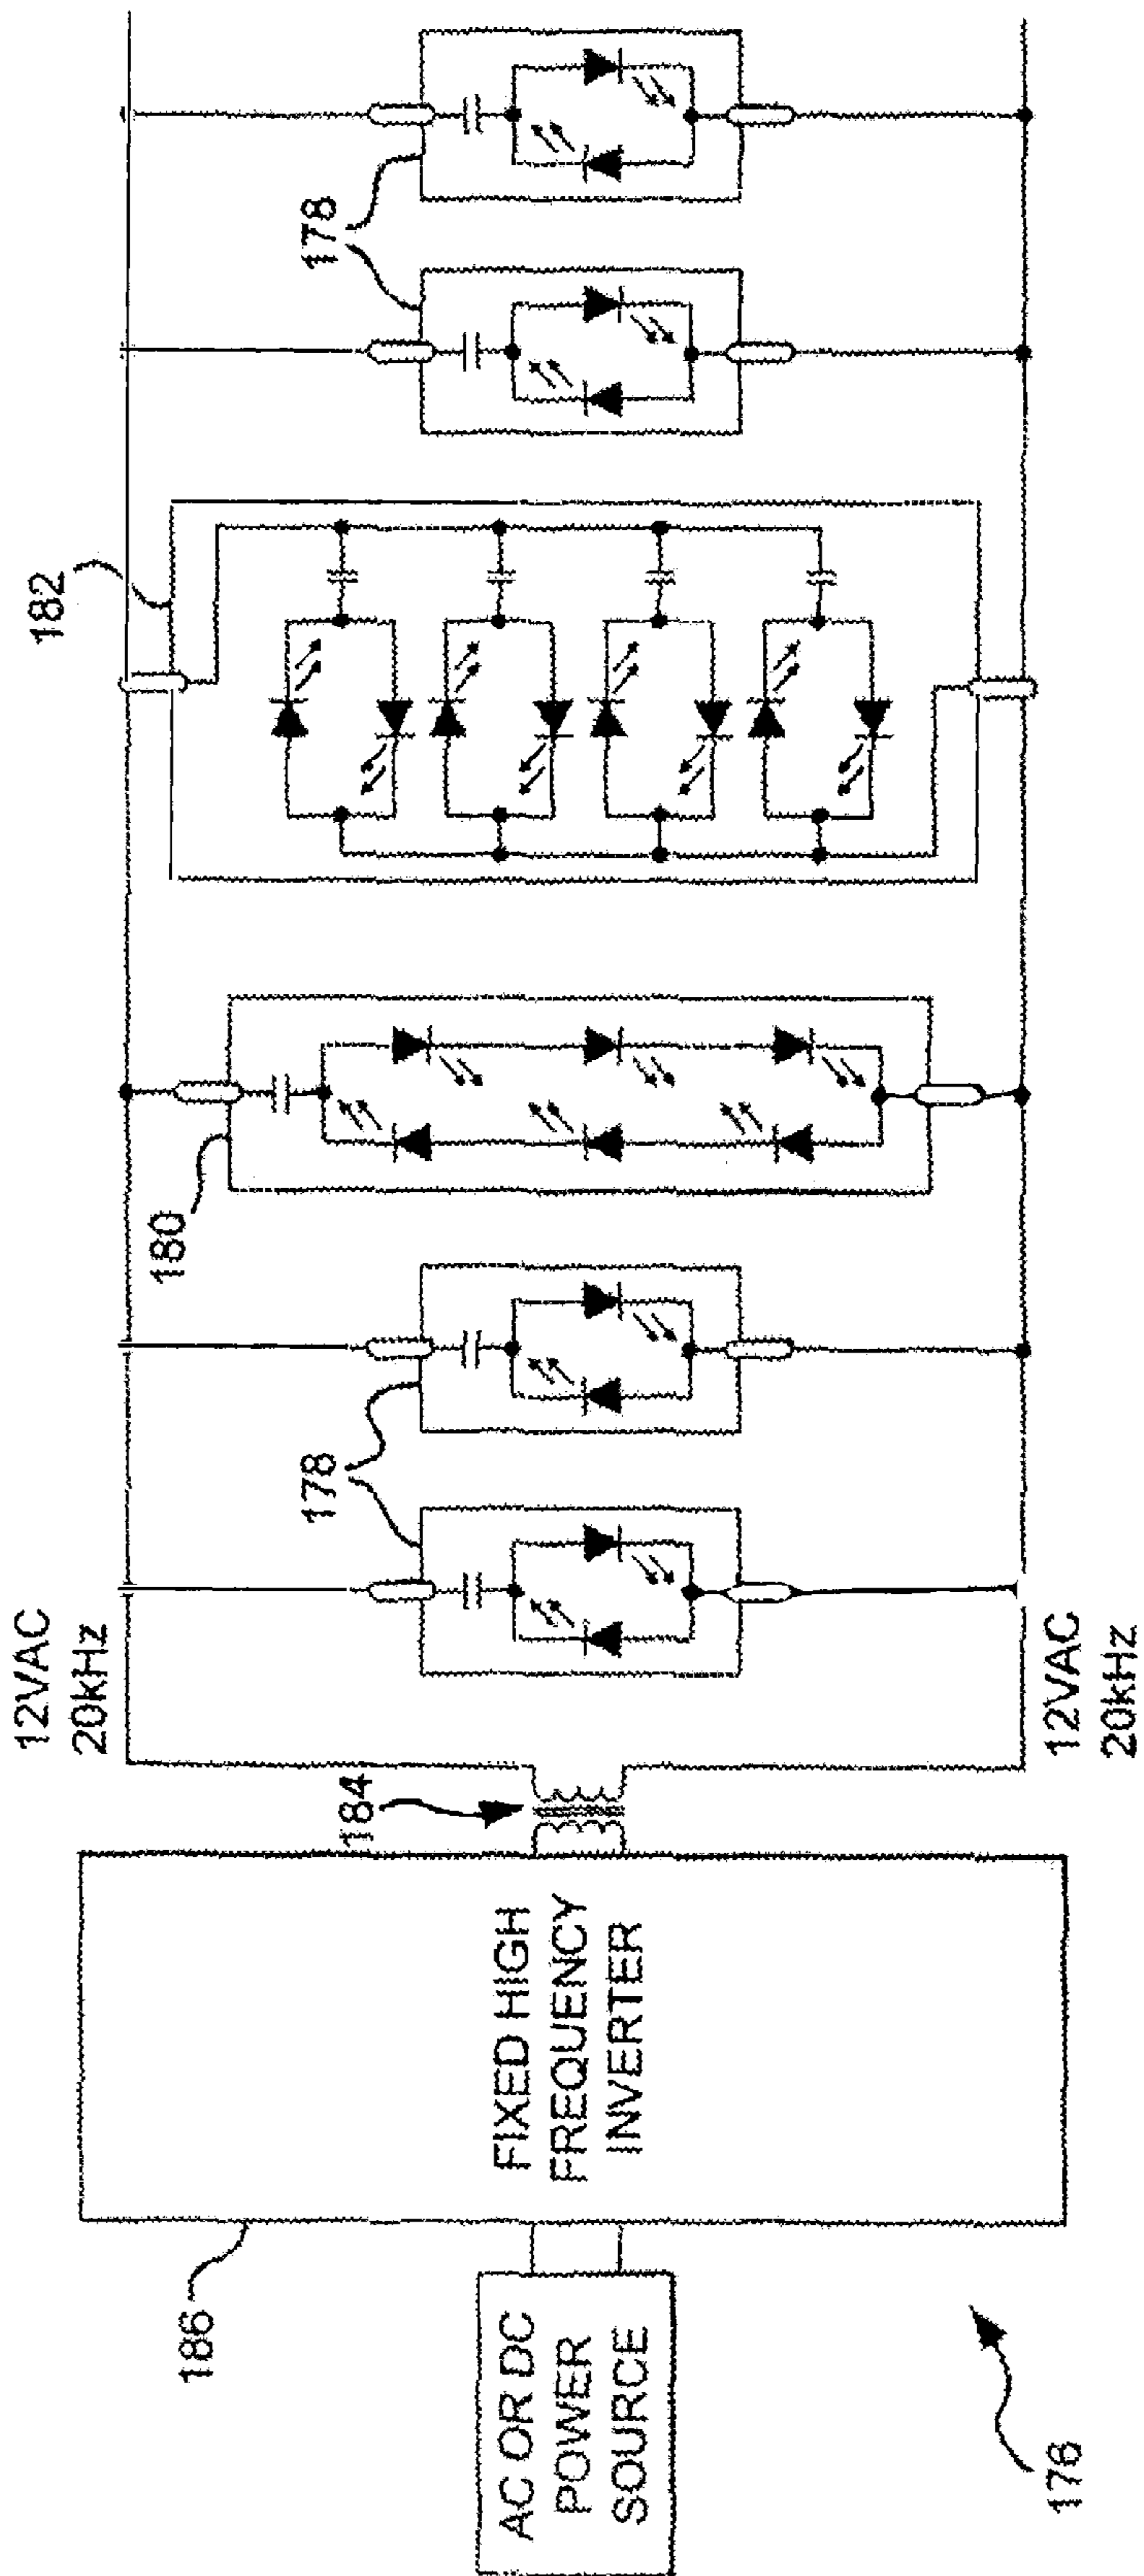 AC OR DC
POWER
SOURCE
186
FIXED HIGH
FREQUENCY
INVERTER
176
184
12VAC
20kHz
12VAC
20kHz
178
180
182
178